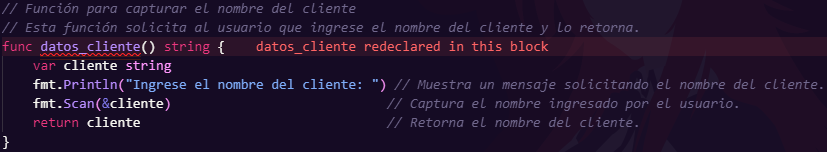 // Función para capturar el nombre del cliente
// Esta función solicita al usuario que ingrese el nombre del cliente y lo retorna.
func datos_cliente() string {    datos_cliente redeclared in this block
    var cliente string
    fmt.Println("Ingrese el nombre del cliente: ") // Muestra un mensaje solicitando el nombre del cliente.
    fmt.Scan(&cliente)                             // Captura el nombre ingresado por el usuario.
    return cliente                                 // Retorna el nombre del cliente.
}